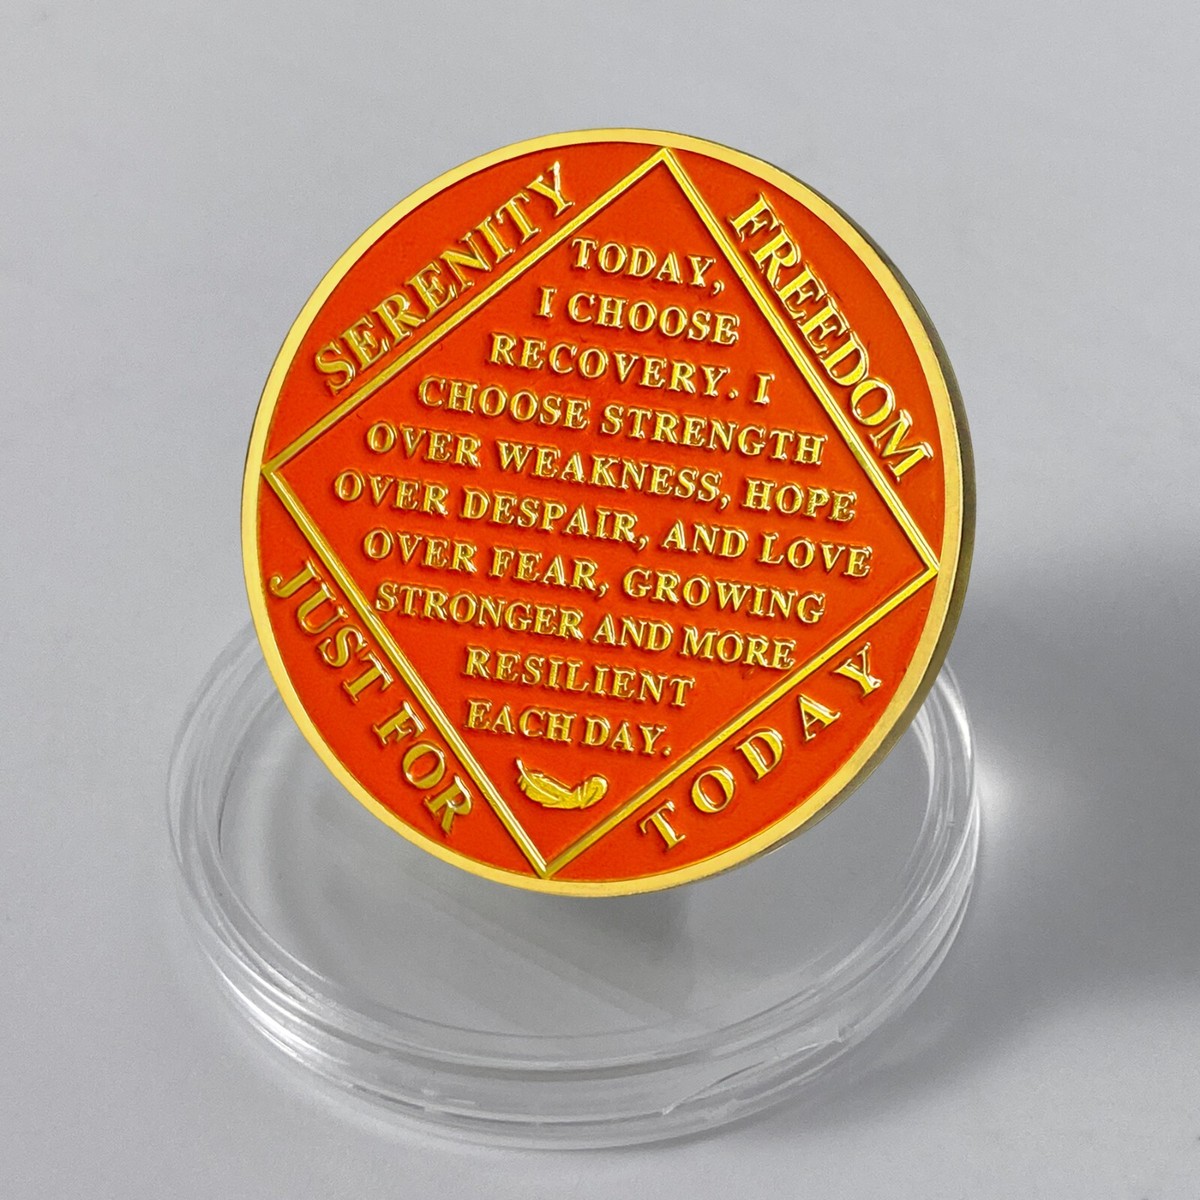 SERENITY
FREEDOM
TODAY,
I CHOOSE
RECOVERY. I
CHOOSE STRENGTH
OVER WEAKNESS, HOPE
OVER DESPAIR, AND LOVE
OVER FEAR, GROWING
STRONGER AND MORE
RESILIENT
EACH DAY.
JUST FOR
TODAY